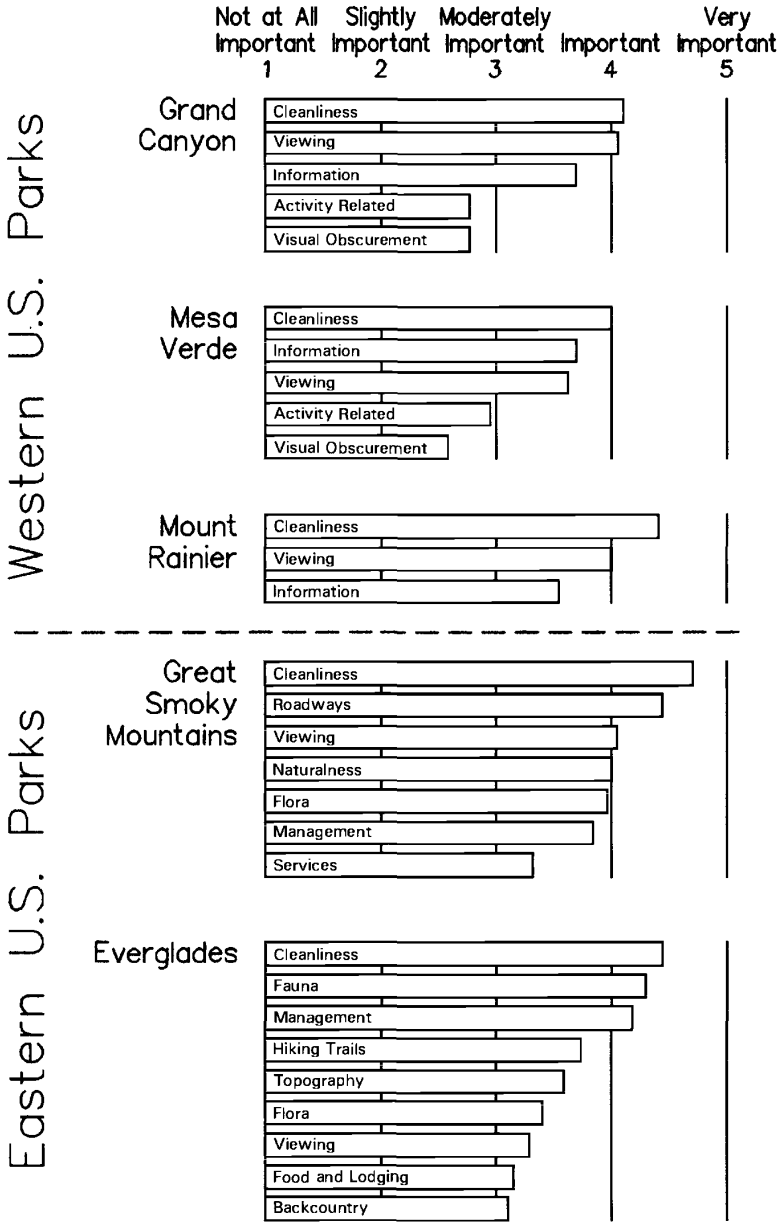 Not at All Slightly Moderately Very
Important Important Important Important Important
1 2 3 4 5
Western U.S. Parks
Grand
Canyon
Cleanliness
Viewing
Information
Activity Related
Visual Obscurement
Mesa
Verde
Cleanliness
Information
Viewing
Activity Related
Visual Obscurement
Mount
Rainier
Cleanliness
Viewing
Information
Eastern U.S. Parks
Great
Smoky
Mountains
Cleanliness
Roadways
Viewing
Naturalness
Flora
Management
Services
Everglades
Cleanliness
Fauna
Management
Hiking Trails
Topography
Flora
Viewing
Food and Lodging
Backcountry